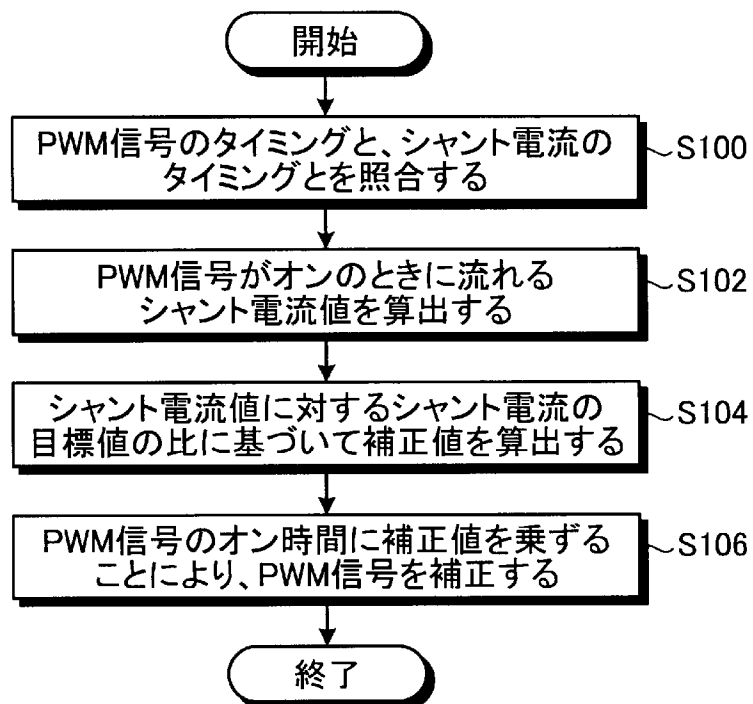 開始
PWM信号のタイミングと、シャント電流の
タイミングとを照合する
S100
PWM信号がオンのときに流れる
シャント電流値を算出する
S102
シャント電流値に対するシャント電流の
目標値の比に基づいて補正値を算出する
S104
PWM信号のオン時間に補正値を乗ずる
ことにより、PWM信号を補正する
S106
終了